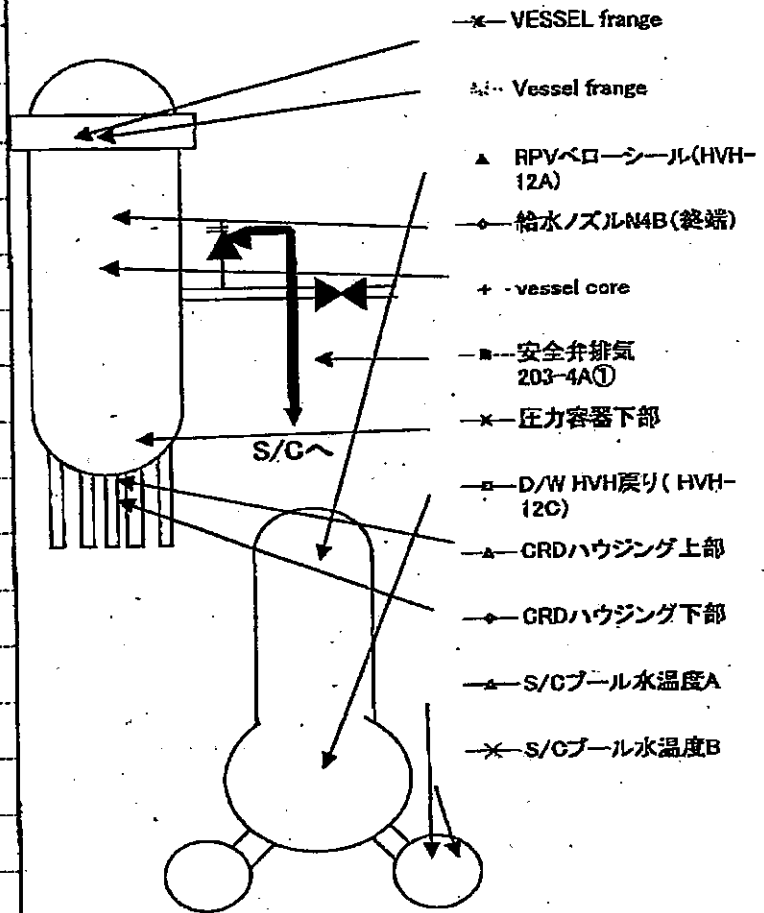 VESSEL frange
Vessel frange
RPVベローシール(HVH-
12A)
給水ノズルN4B(終端)
vessel core
安全弁排気
203-4A①
圧力容器下部
S/Cへ
D/W HVH戻り( HVH-
12C)
CRDハウジング上部
CRDハウジング下部
S/Cプール水温度A
S/Cプール水温度B